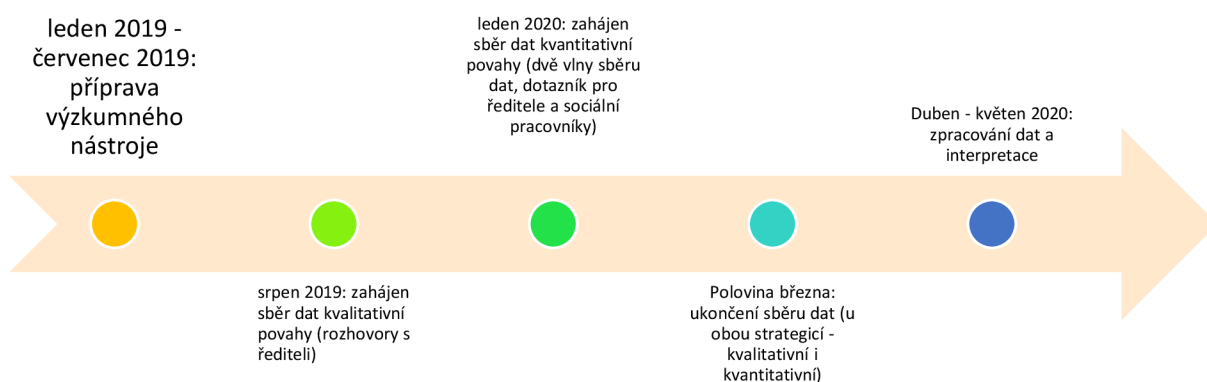 leden 2019 -
červenec 2019:
příprava
výzkumného
nástroje
srpen 2019: zahájen
sběr dat kvalitativní
povahy (rozhovory s
řediteli)
leden 2020: zahájen
sběr dat kvantitativní
povahy (dvě vlny sběru
dat, dotazník pro
ředitele a sociální
pracovníky)
Polovina března:
ukončení sběru dat (u
obou strategicí -
kvalitativní i
kvantitativní)
Duben - květen 2020:
zpracování dat a
interpretace